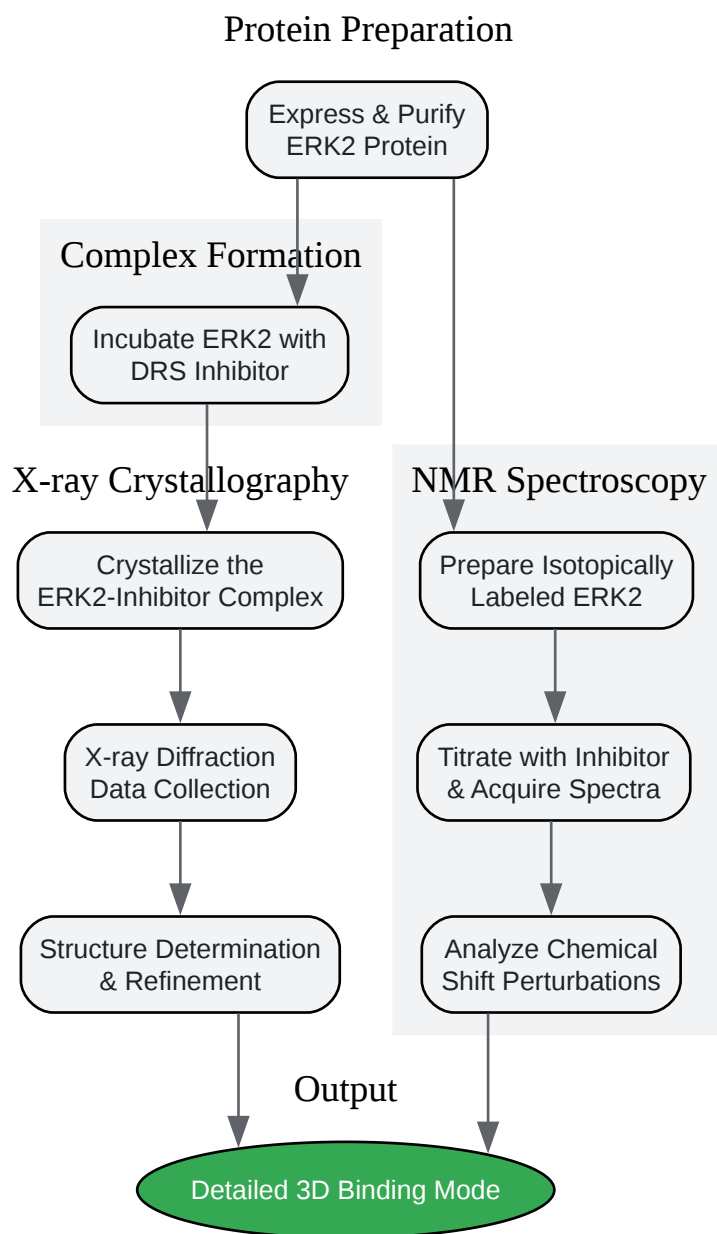 Protein Preparation
Express & Purify
ERK2 Protein
Complex Formation
Incubate ERK2 with
DRS Inhibitor
X-ray Crystallography
Crystallize the
ERK2-Inhibitor Complex
X-ray Diffraction
Data Collection
Structure Determination
& Refinement
NMR Spectroscopy
Prepare Isotopically
Labeled ERK2
Titrate with Inhibitor
& Acquire Spectra
Analyze Chemical
Shift Perturbations
Output
Detailed 3D Binding Mode